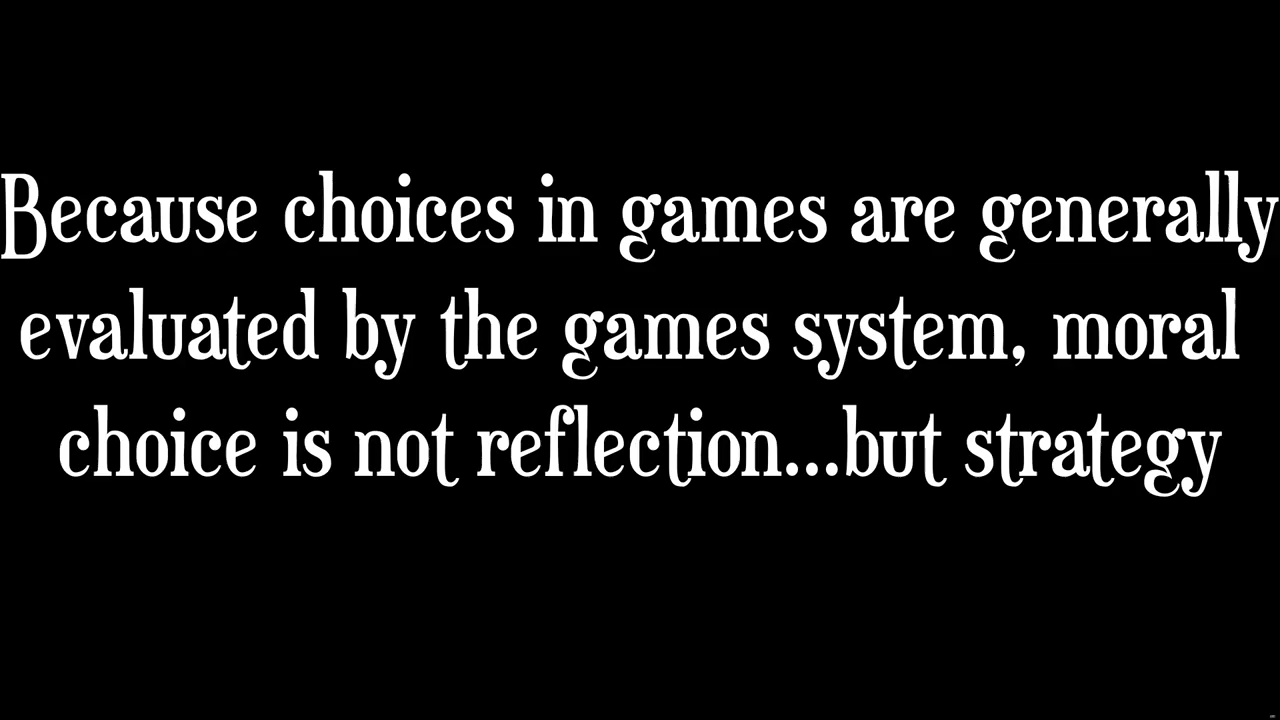 Because choices in games are generally
evaluated by the games system, moral
choice is not reflection...but strategy